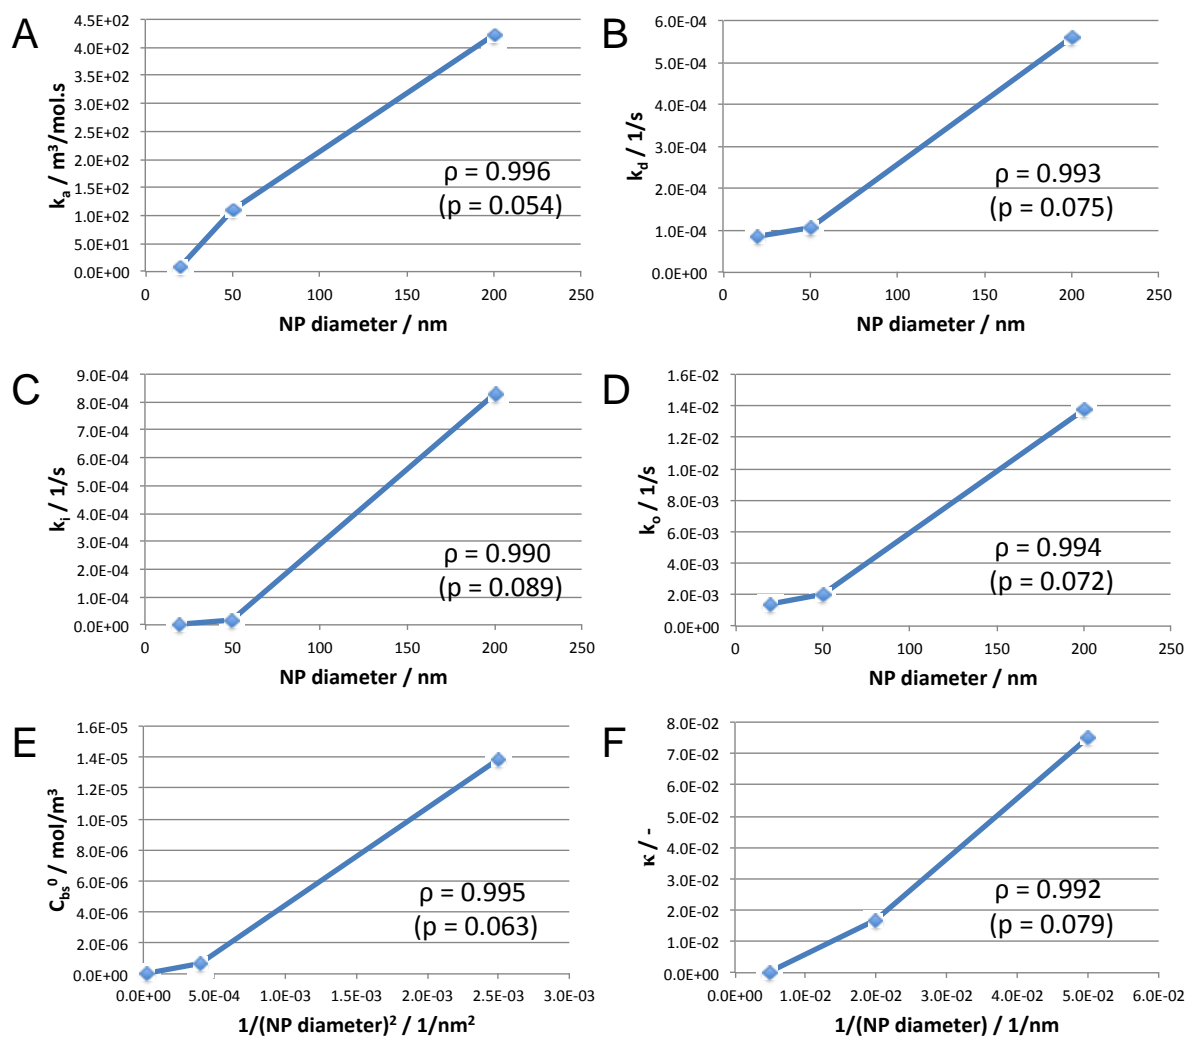 A
4.5E+02
4.0E+02
3.5E+02
3.0E+02
2.5E+02
2.0E+02
1.5E+02
1.0E+02
5.0E+01
0.0E+00
kₐ / m³/mol.s
ρ = 0.996
(p = 0.054)
0 50 100 150 200 250
NP diameter / nm
B
6.0E-04
5.0E-04
4.0E-04
3.0E-04
2.0E-04
1.0E-04
0.0E+00
k_d / 1/s
ρ = 0.993
(p = 0.075)
0 50 100 150 200 250
NP diameter / nm
C
9.0E-04
8.0E-04
7.0E-04
6.0E-04
5.0E-04
4.0E-04
3.0E-04
2.0E-04
1.0E-04
0.0E+00
kᵢ / 1/s
ρ = 0.990
(p = 0.089)
0 50 100 150 200 250
NP diameter / nm
D
1.6E-02
1.4E-02
1.2E-02
1.0E-02
8.0E-03
6.0E-03
4.0E-03
2.0E-03
0.0E+00
kₒ / 1/s
ρ = 0.994
(p = 0.072)
0 50 100 150 200 250
NP diameter / nm
E
1.6E-05
1.4E-05
1.2E-05
1.0E-05
8.0E-06
6.0E-06
4.0E-06
2.0E-06
0.0E+00
C_bs⁰ / mol/m³
ρ = 0.995
(p = 0.063)
0.0E+00 5.0E-04 1.0E-03 1.5E-03 2.0E-03 2.5E-03 3.0E-03
1/(NP diameter)² / 1/nm²
F
8.0E-02
7.0E-02
6.0E-02
5.0E-02
4.0E-02
3.0E-02
2.0E-02
1.0E-02
0.0E+00
κ / -
ρ = 0.992
(p = 0.079)
0.0E+00 1.0E-02 2.0E-02 3.0E-02 4.0E-02 5.0E-02 6.0E-02
1/(NP diameter) / 1/nm